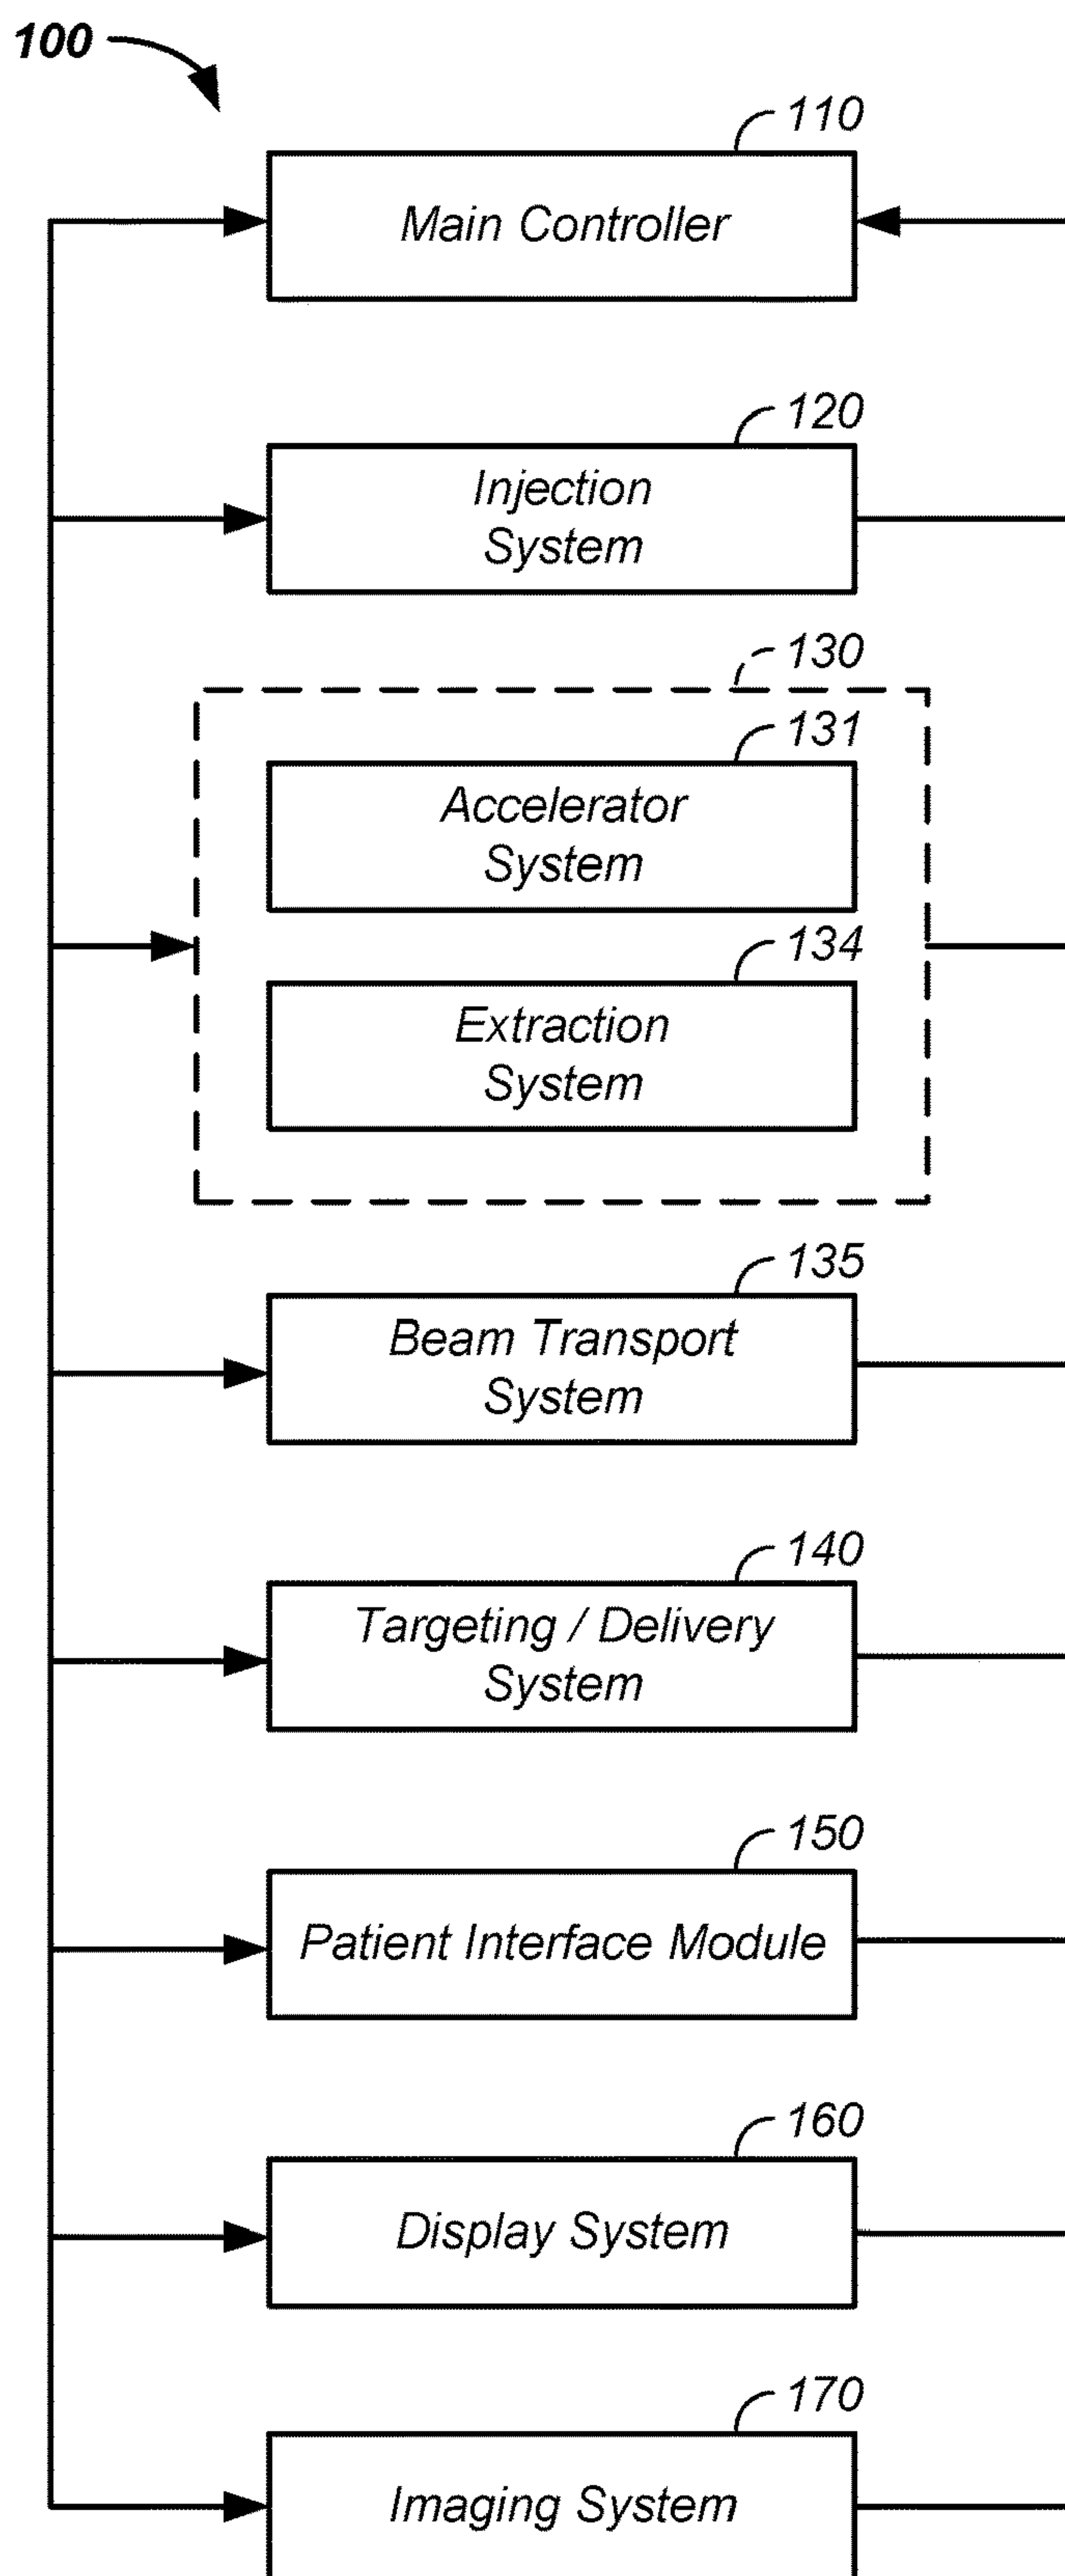 100
110
Main Controller
120
Injection
System
130
131
Accelerator
System
134
Extraction
System
135
Beam Transport
System
140
Targeting / Delivery
System
150
Patient Interface Module
160
Display System
170
Imaging System